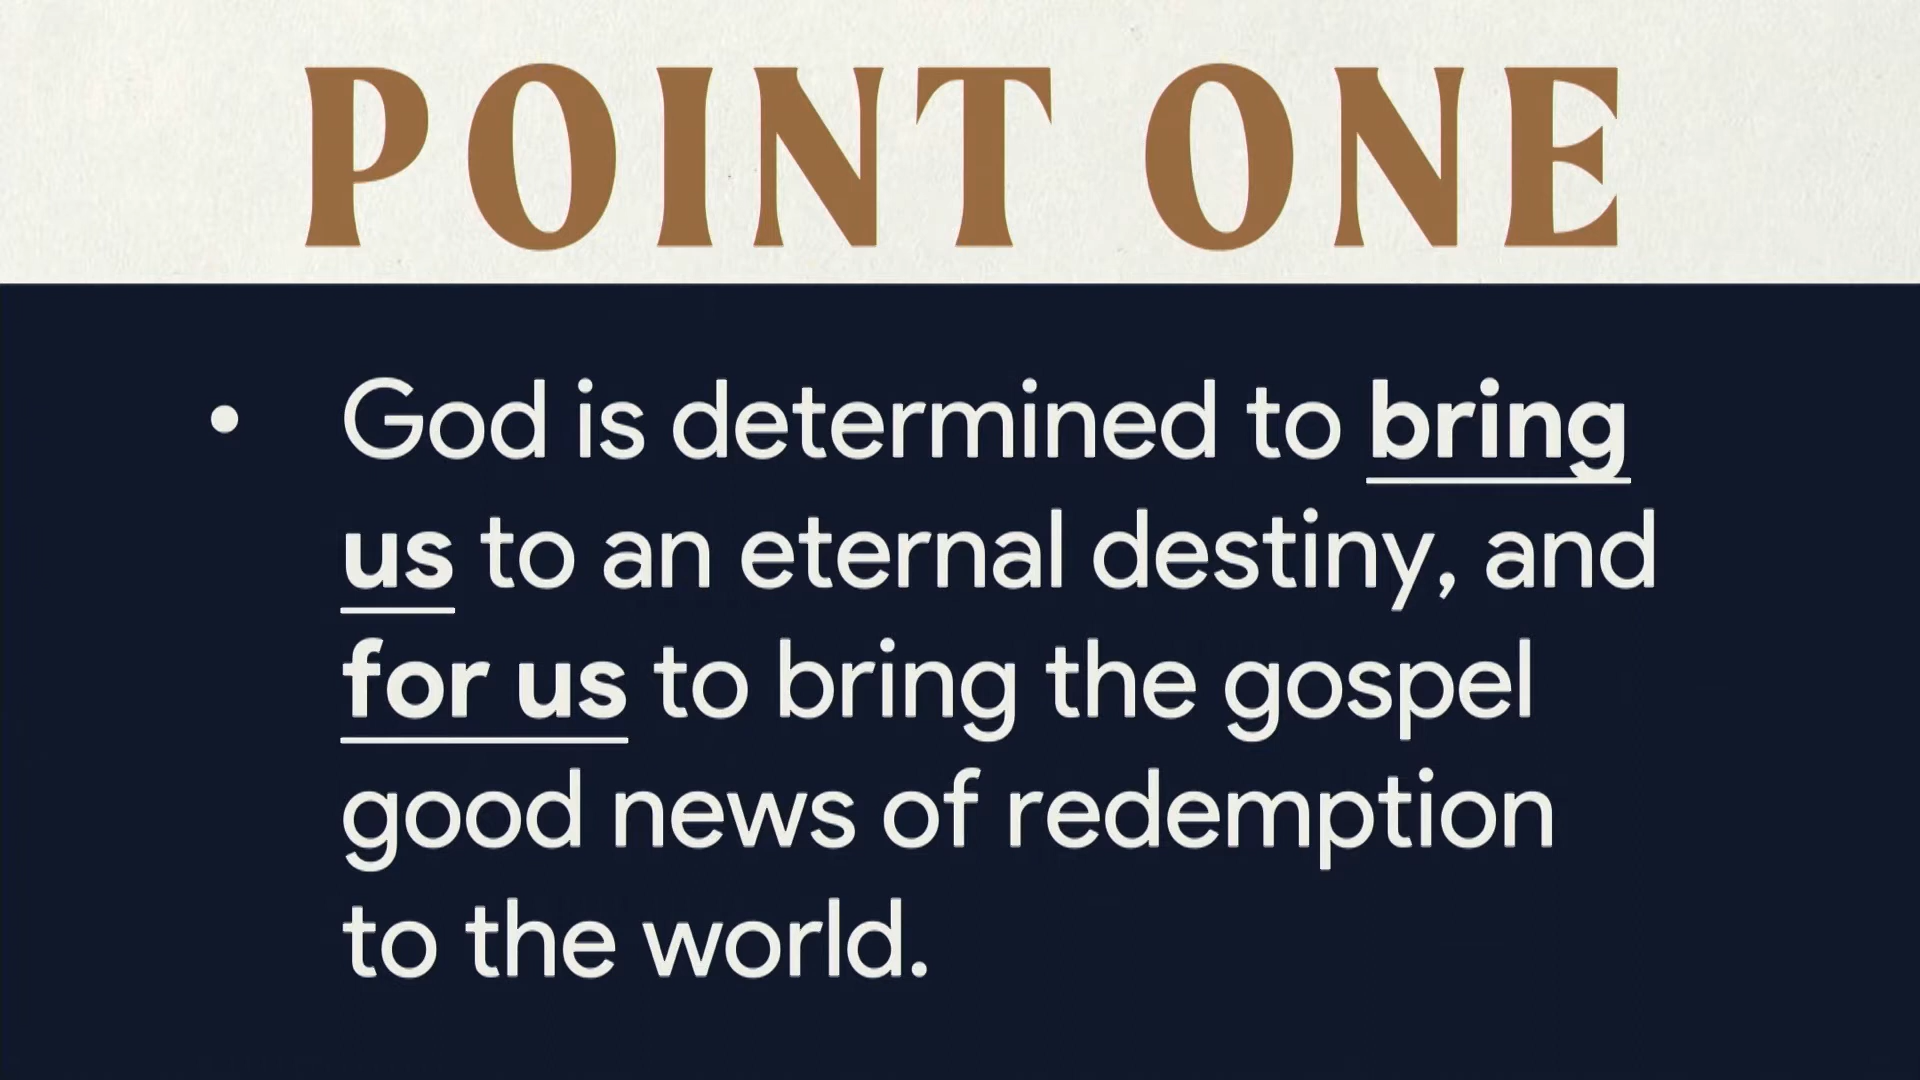 POINT ONE
• God is determined to bring
us to an eternal destiny, and
for us to bring the gospel
good news of redemption
to the world.